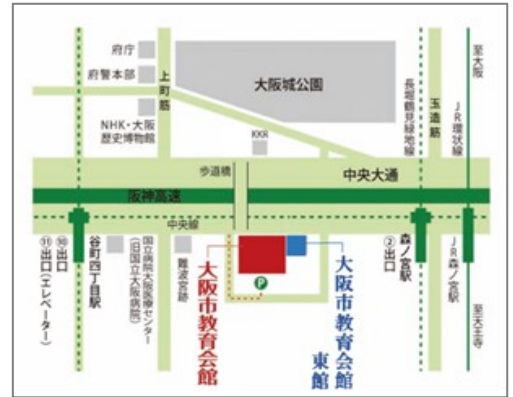 府庁
府警本部
上町筋
大阪城公園
NHK・大阪
歴史博物館
KKR
長堀鶴見緑地線
玉造筋
JR環状線
至大阪
歩道橋
中央大通
阪神高速
中央線
⑪出口(エレベーター)
⑩出口
谷町四丁目駅
国立病院大阪医療センター
(旧国立大阪病院)
難波宮跡
大阪市教育会館
P
大阪市教育会館
東館
②出口
森ノ宮駅
JR森ノ宮駅
至天王寺